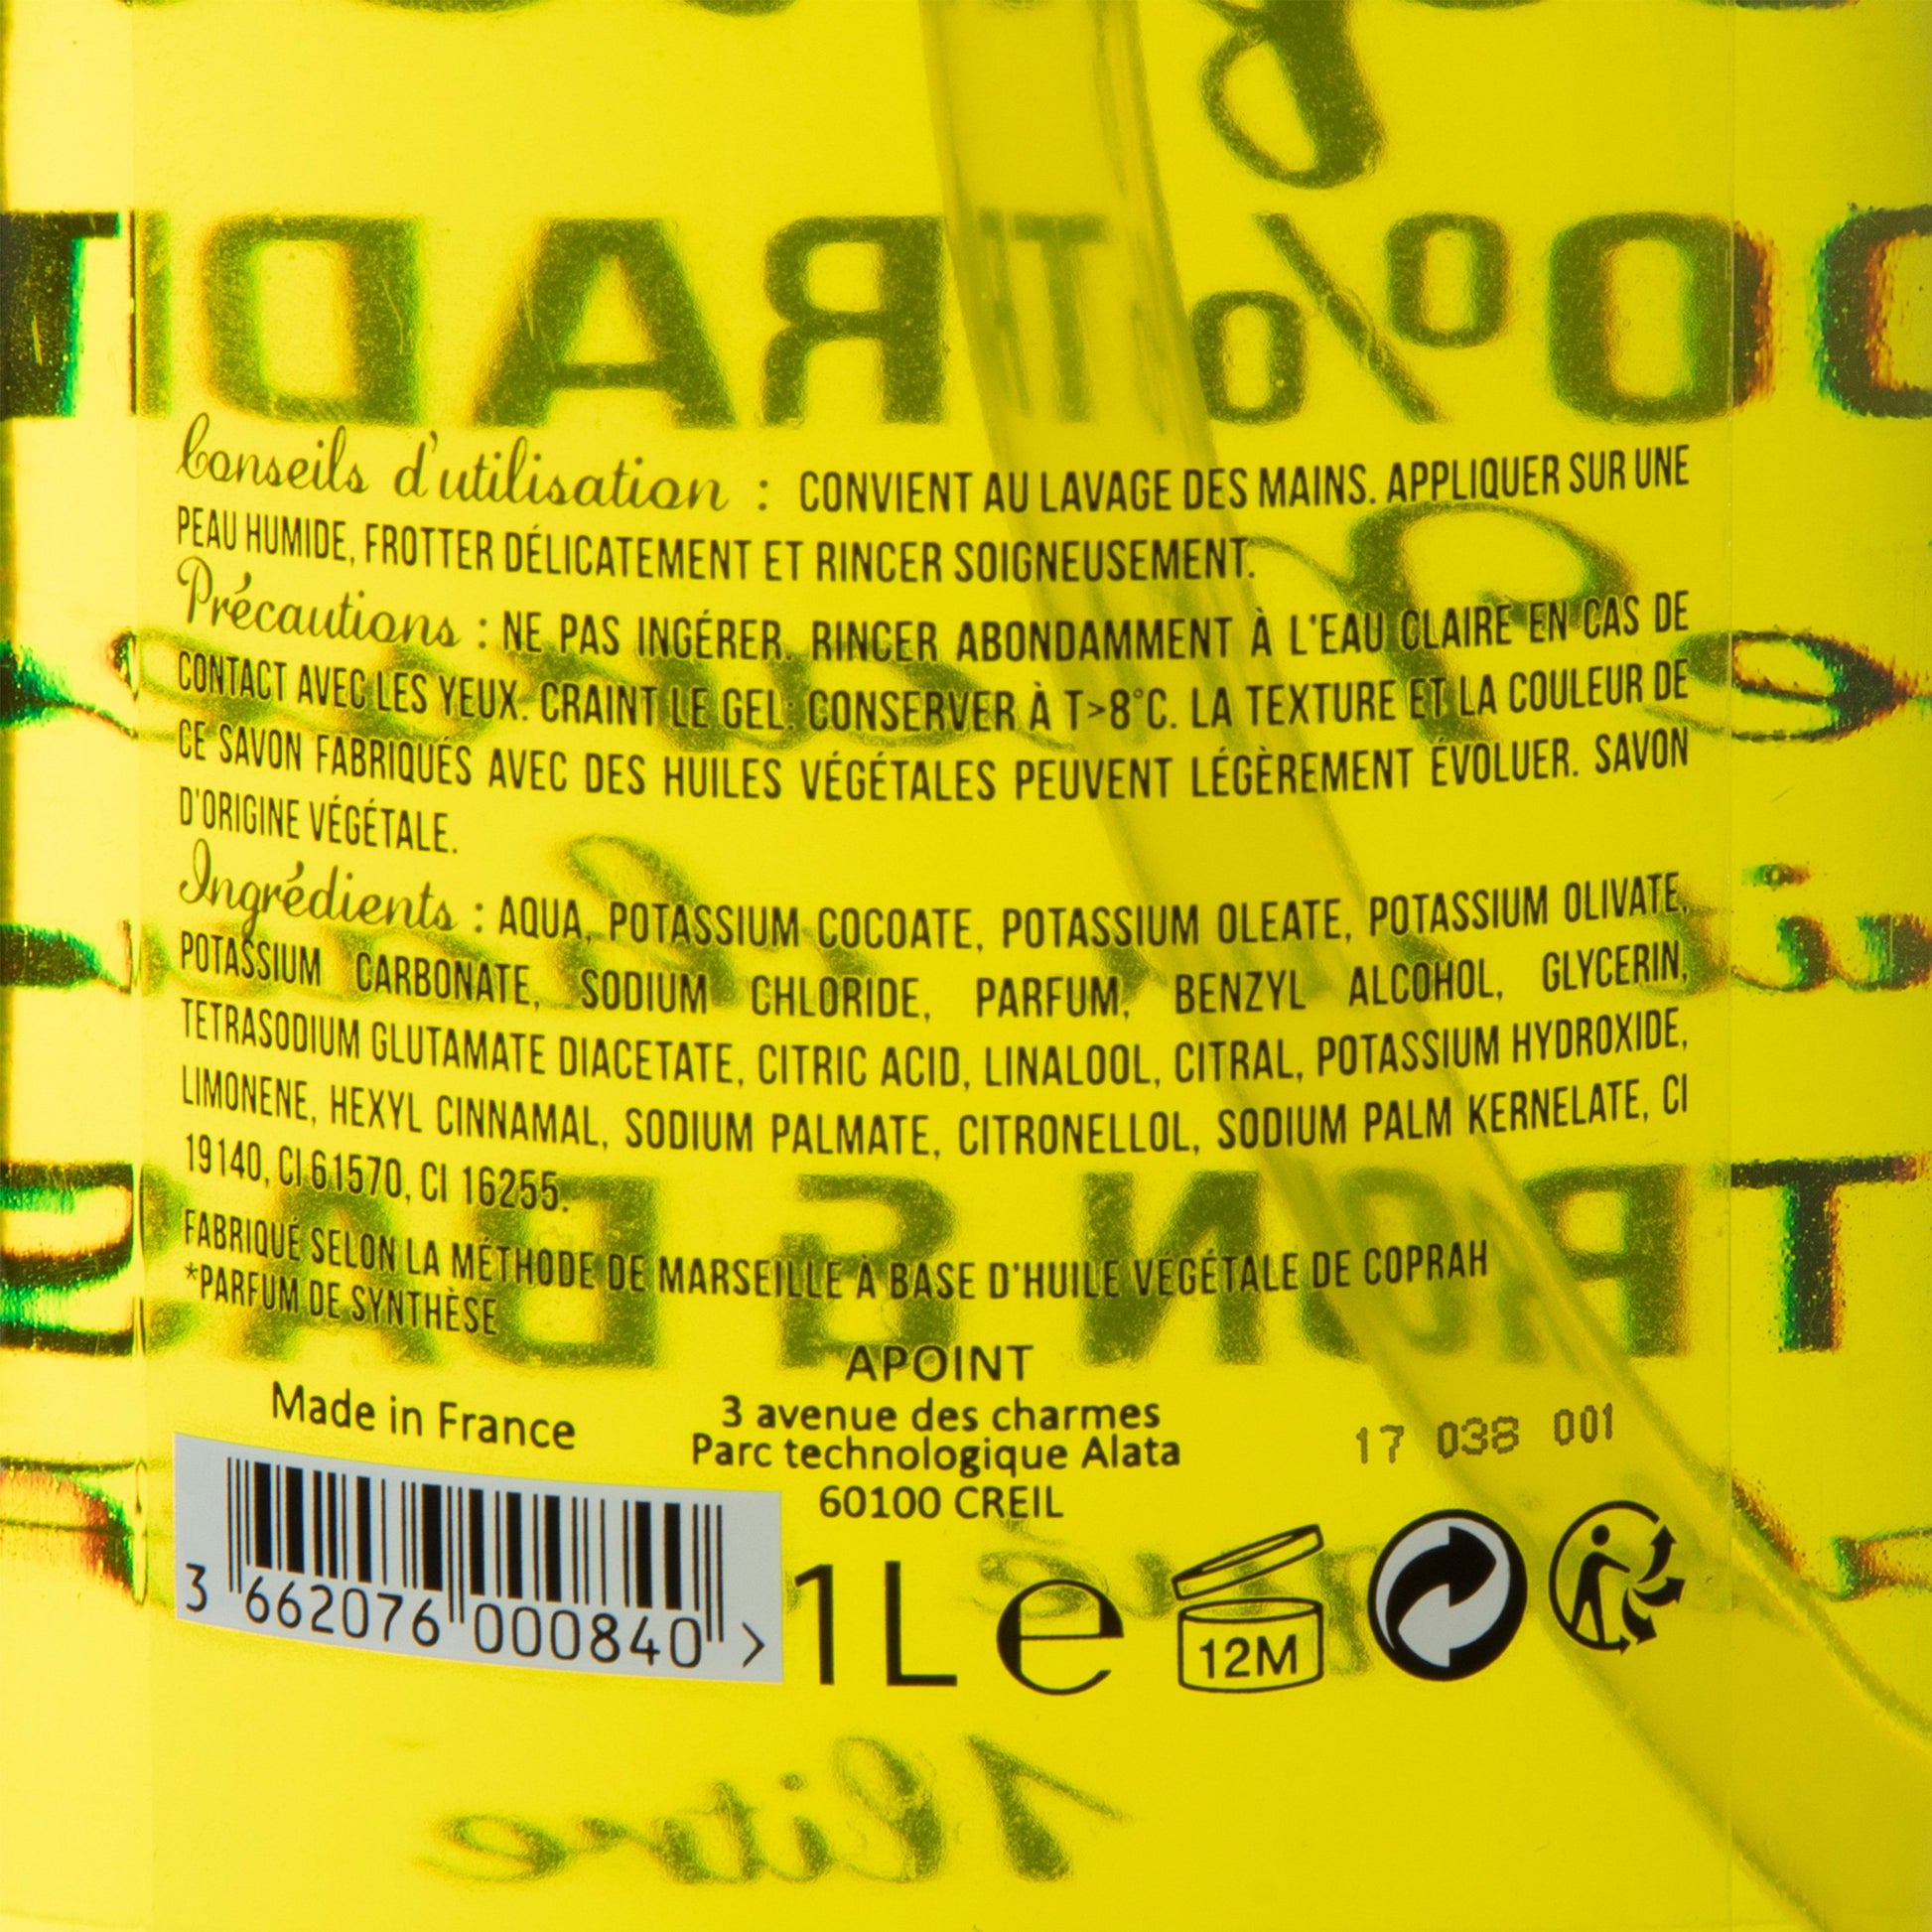 Conseils d'utilisation : CONVIENT AU LAVAGE DES MAINS. APPLIQUER SUR UNE
PEAU HUMIDE, FROTTER DÉLICATEMENT ET RINCER SOIGNEUSEMENT.
Précautions : NE PAS INGÉRER. RINCER ABONDAMMENT À L'EAU CLAIRE EN CAS DE
CONTACT AVEC LES YEUX. CRAINT LE GEL. CONSERVER À T>8°C. LA TEXTURE ET LA COULEUR DE
CE SAVON FABRIQUÉS AVEC DES HUILES VÉGÉTALES PEUVENT LÉGÈREMENT ÉVOLUER. SAVON
D'ORIGINE VÉGÉTALE.
Ingrédients : AQUA, POTASSIUM COCOATE, POTASSIUM OLEATE, POTASSIUM OLIVATE,
POTASSIUM CARBONATE, SODIUM CHLORIDE, PARFUM, BENZYL ALCOHOL, GLYCERIN,
TETRASODIUM GLUTAMATE DIACETATE, CITRIC ACID, LINALOOL, CITRAL, POTASSIUM HYDROXIDE,
LIMONENE, HEXYL CINNAMAL, SODIUM PALMATE, CITRONELLOL, SODIUM PALM KERNELATE, CI
19140, CI 61570, CI 16255.
FABRIQUÉ SELON LA MÉTHODE DE MARSEILLE À BASE D'HUILE VÉGÉTALE DE COPRAH
*PARFUM DE SYNTHÈSE
Made in France
APOINT
3 avenue des charmes
Parc technologique Alata
60100 CREIL
17 038 001
3 662076 000840 >
1L e
12M
1 litre